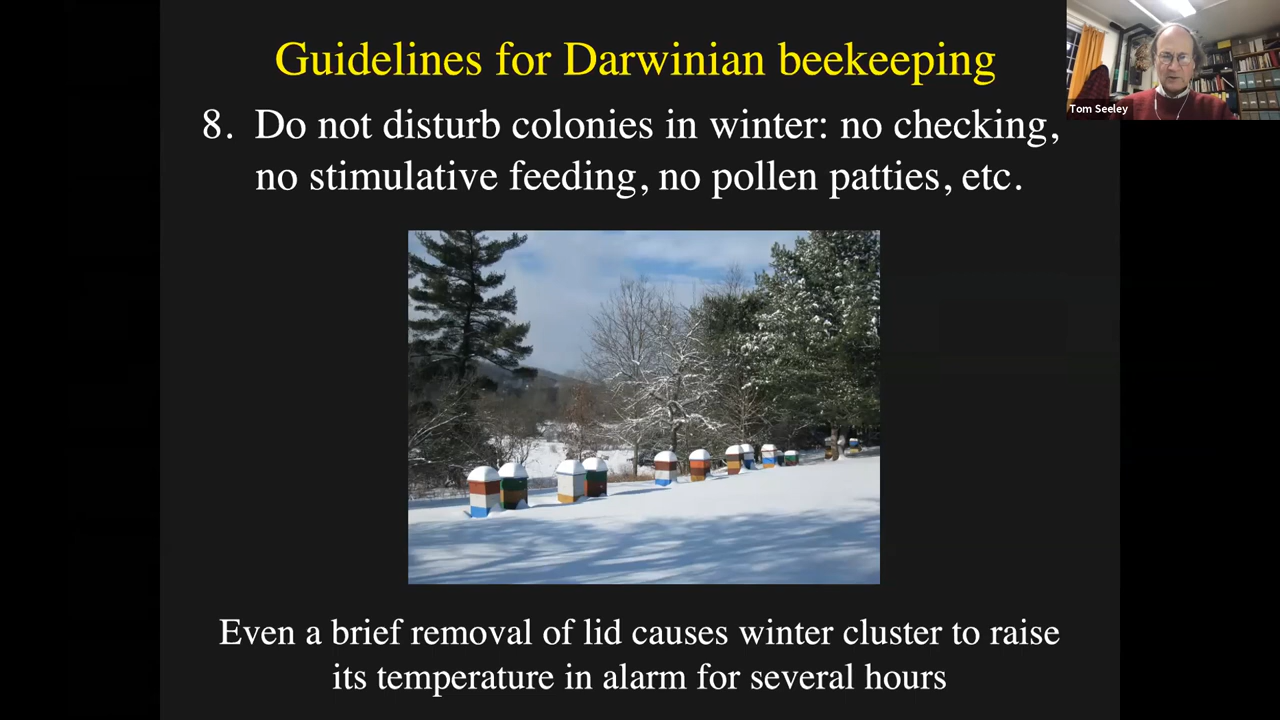 Guidelines for Darwinian beekeeping
Tom Seeley
8. Do not disturb colonies in winter: no checking,
no stimulative feeding, no pollen patties, etc.
Even a brief removal of lid causes winter cluster to raise
its temperature in alarm for several hours